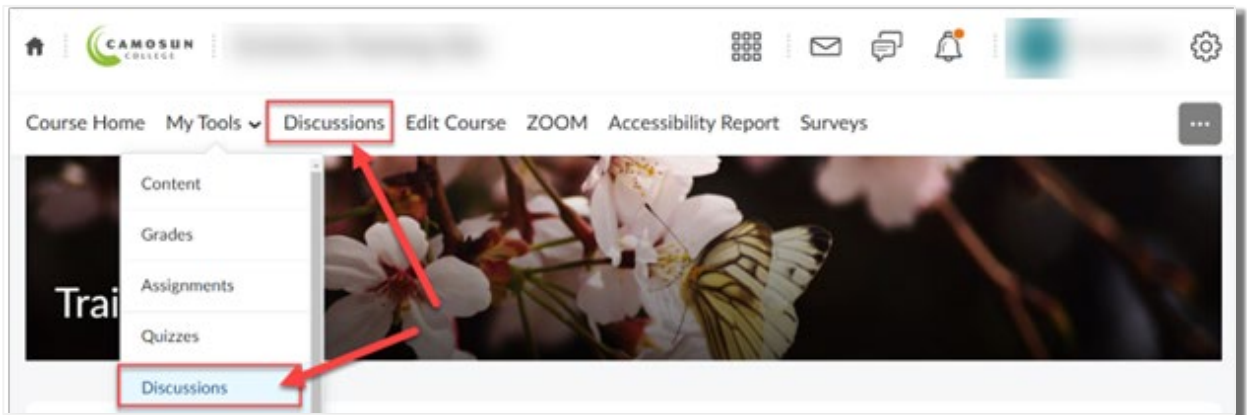 CAMOSUN
COLLEGE
Course Home My Tools Discussions Edit Course ZOOM Accessibility Report Surveys
Content
Grades
Assignments
Trai
Quizzes
Discussions